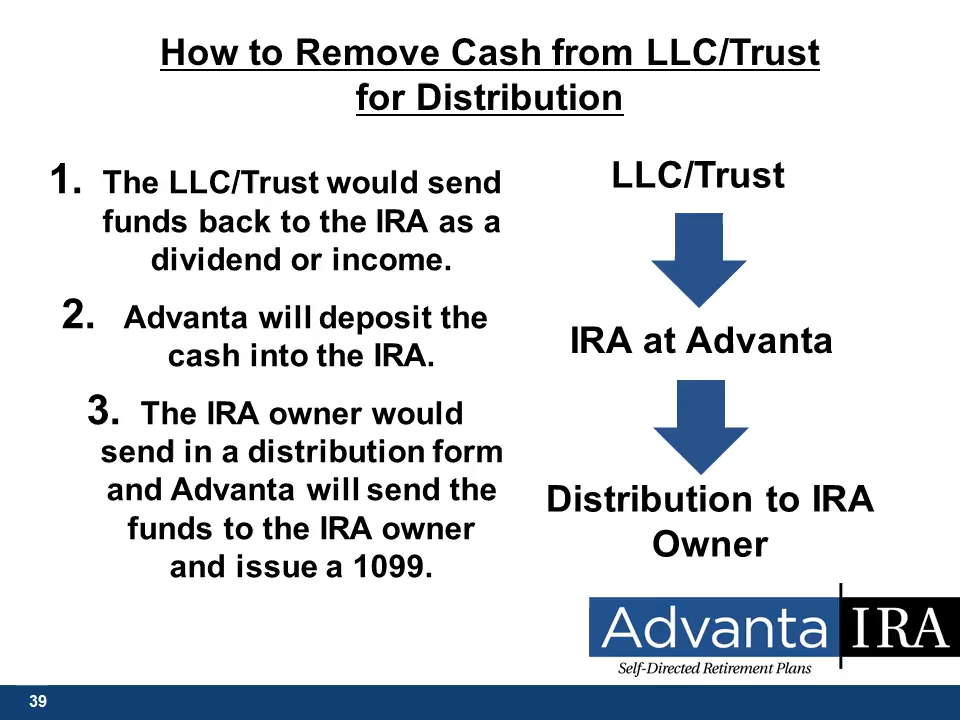 How to Remove Cash from LLC/Trust
for Distribution
1. The LLC/Trust would send
funds back to the IRA as a
dividend or income.
2. Advanta will deposit the
cash into the IRA.
3. The IRA owner would
send in a distribution form
and Advanta will send the
funds to the IRA owner
and issue a 1099.
LLC/Trust
IRA at Advanta
Distribution to IRA
Owner
Advanta IRA
Self-Directed Retirement Plans
39